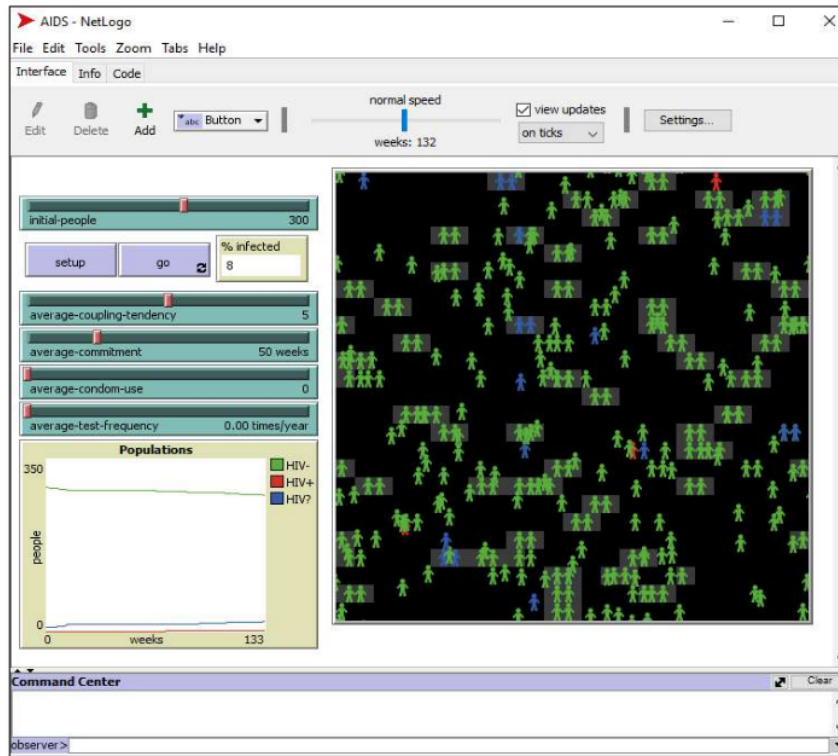 AIDS - NetLogo
File Edit Tools Zoom Tabs Help
Interface Info Code
Edit Delete Add abc Button normal speed view updates Settings...
weeks: 132 on ticks
initial-people 300
setup go % infected
8
average-coupling-tendency 5
average-commitment 50 weeks
average-condom-use 0
average-test-frequency 0.00 times/year
Populations
350
people
0
0 weeks 133
HIV-
HIV+
HIV?
Command Center Clear
observer>